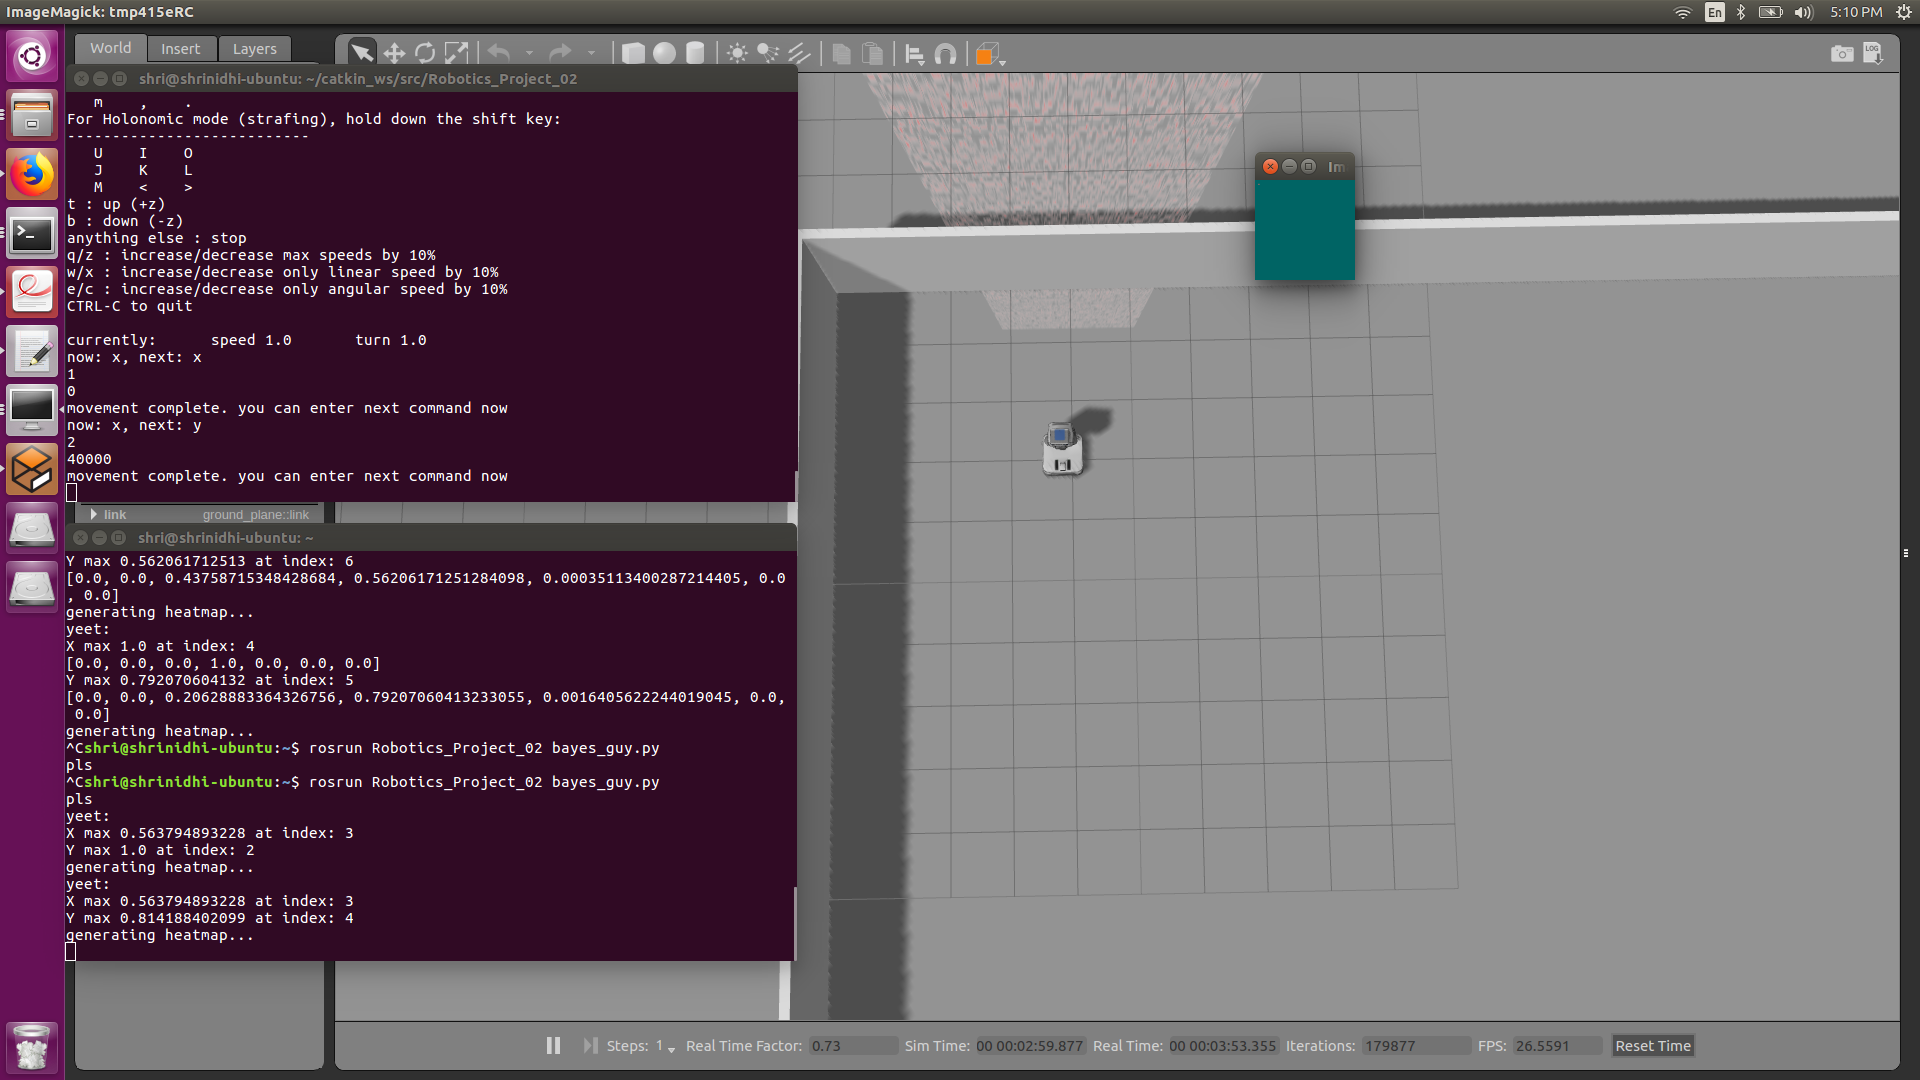 ImageMagick: tmp415eRC
En
5:10 PM
World
Insert
Layers
LOG
shri@shrinidhi-ubuntu: ~/catkin_ws/src/Robotics_Project_02
m , .
For Holonomic mode (strafing), hold down the shift key:
---------------------------
U I O
J K L
M < >
t : up (+z)
b : down (-z)
anything else : stop
q/z : increase/decrease max speeds by 10%
w/x : increase/decrease only linear speed by 10%
e/c : increase/decrease only angular speed by 10%
CTRL-C to quit
currently: speed 1.0 turn 1.0
now: x, next: x
1
0
movement complete. you can enter next command now
now: x, next: y
2
40000
movement complete. you can enter next command now
Im
link ground_plane::link
shri@shrinidhi-ubuntu: ~
Y max 0.562061712513 at index: 6
[0.0, 0.0, 0.43758715348428684, 0.56206171251284098, 0.00035113400287214405, 0.0
, 0.0]
generating heatmap...
yeet:
X max 1.0 at index: 4
[0.0, 0.0, 0.0, 1.0, 0.0, 0.0, 0.0]
Y max 0.792070604132 at index: 5
[0.0, 0.0, 0.20628883364326756, 0.79207060413233055, 0.0016405622244019045, 0.0,
0.0]
generating heatmap...
^Cshri@shrinidhi-ubuntu:~$ rosrun Robotics_Project_02 bayes_guy.py
pls
^Cshri@shrinidhi-ubuntu:~$ rosrun Robotics_Project_02 bayes_guy.py
pls
yeet:
X max 0.563794893228 at index: 3
Y max 1.0 at index: 2
generating heatmap...
yeet:
X max 0.563794893228 at index: 3
Y max 0.814188402099 at index: 4
generating heatmap...
Steps: 1 Real Time Factor: 0.73 Sim Time: 00 00:02:59.877 Real Time: 00 00:03:53.355 Iterations: 179877 FPS: 26.5591 Reset Time